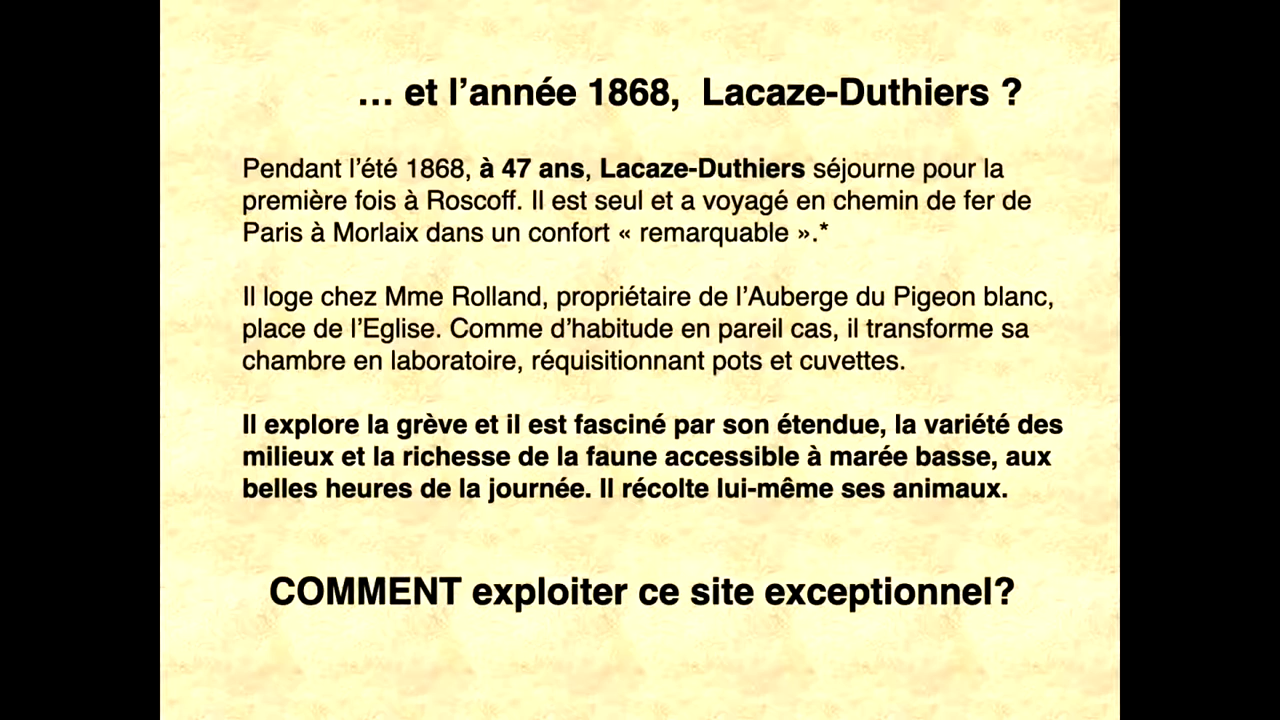 … et l’année 1868,  Lacaze-Duthiers ?
Pendant l’été 1868, à 47 ans, Lacaze-Duthiers séjourne pour la
première fois à Roscoff. Il est seul et a voyagé en chemin de fer de
Paris à Morlaix dans un confort « remarquable ».*
Il loge chez Mme Rolland, propriétaire de l’Auberge du Pigeon blanc,
place de l’Eglise. Comme d’habitude en pareil cas, il transforme sa
chambre en laboratoire, réquisitionnant pots et cuvettes.
Il explore la grève et il est fasciné par son étendue, la variété des
milieux et la richesse de la faune accessible à marée basse, aux
belles heures de la journée. Il récolte lui-même ses animaux.
COMMENT exploiter ce site exceptionnel?